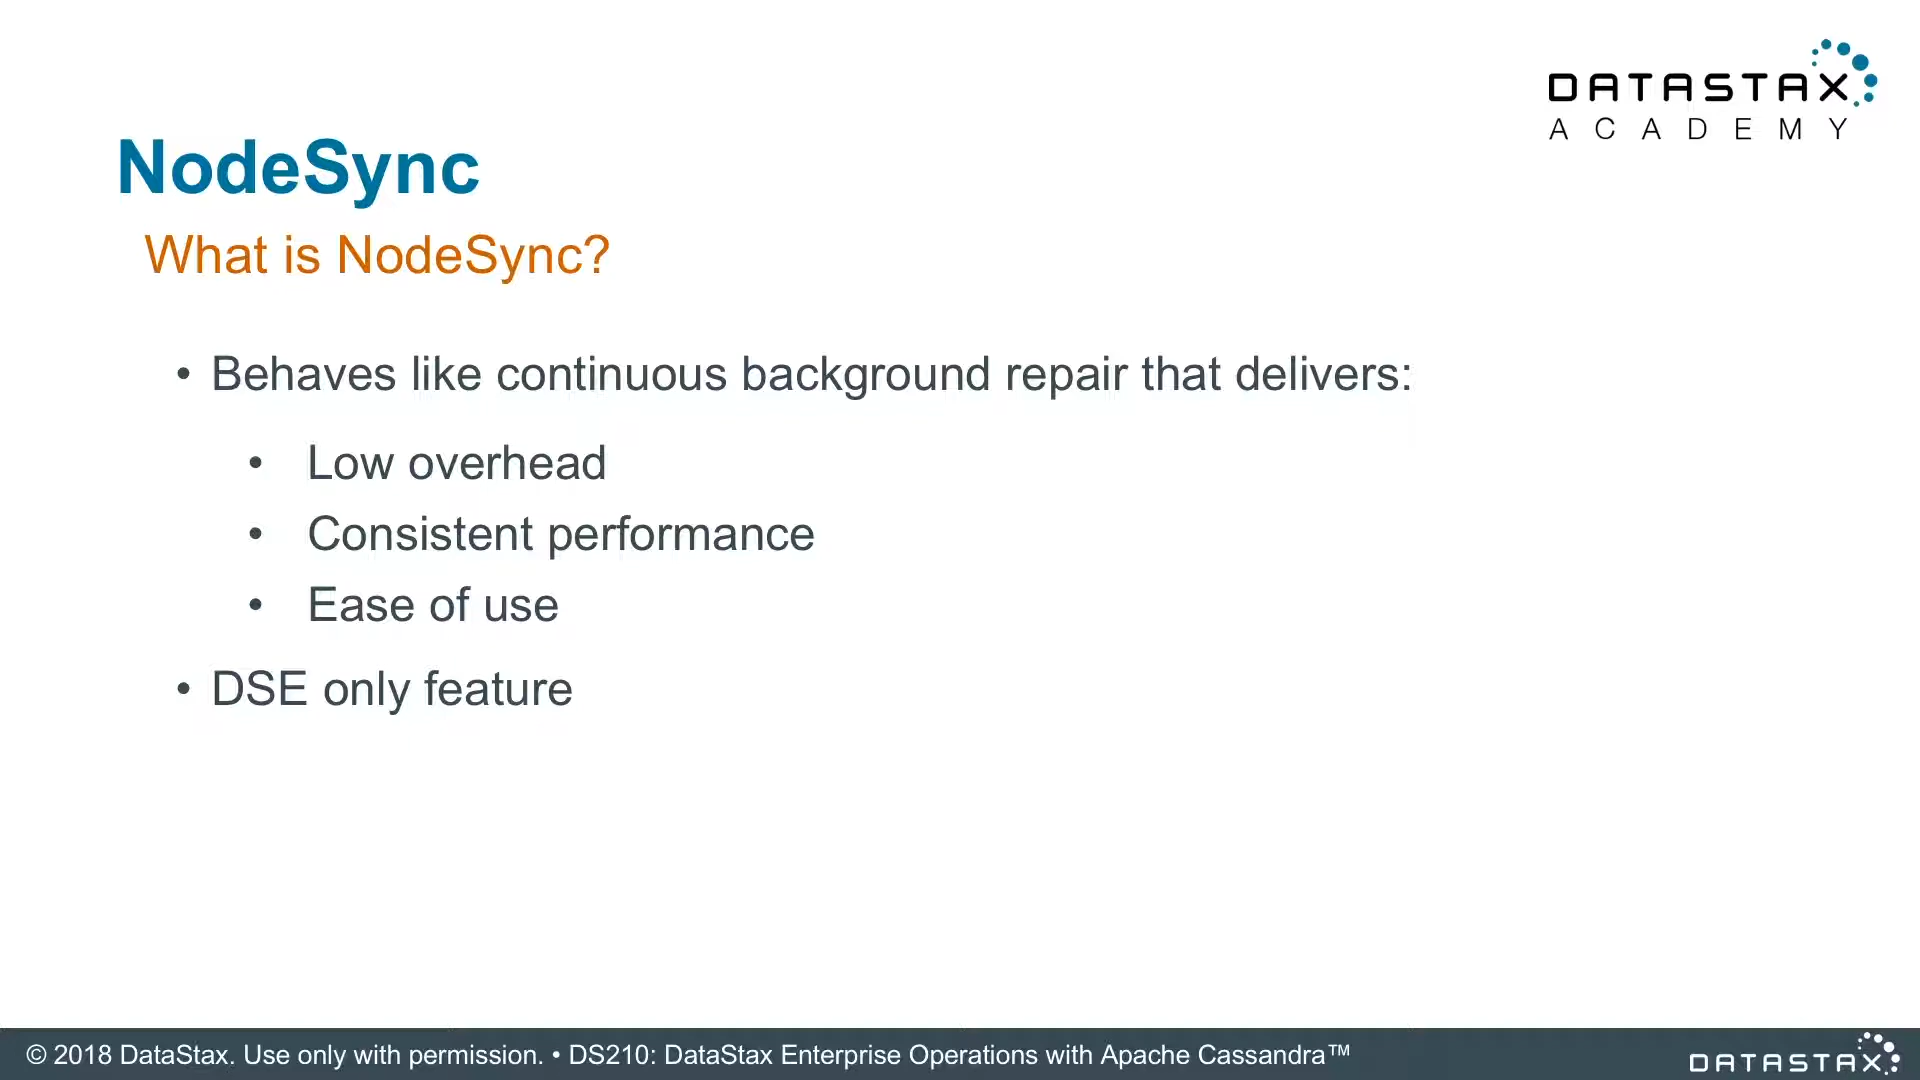 DATASTAX
ACADEMY
NodeSync
What is NodeSync?
• Behaves like continuous background repair that delivers:
• Low overhead
• Consistent performance
• Ease of use
• DSE only feature
© 2018 DataStax. Use only with permission. • DS210: DataStax Enterprise Operations with Apache Cassandra™
DATASTAX